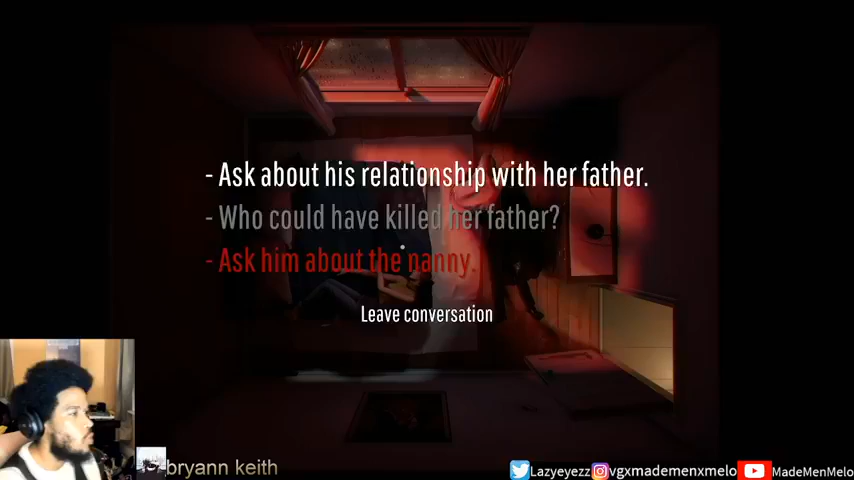 - Ask about his relationship with her father.
- Who could have killed her father?
- Ask him about the nanny.
Leave conversation
bryann keith
Lazyeyezz vgxmademenxmelo MadeMenMelo